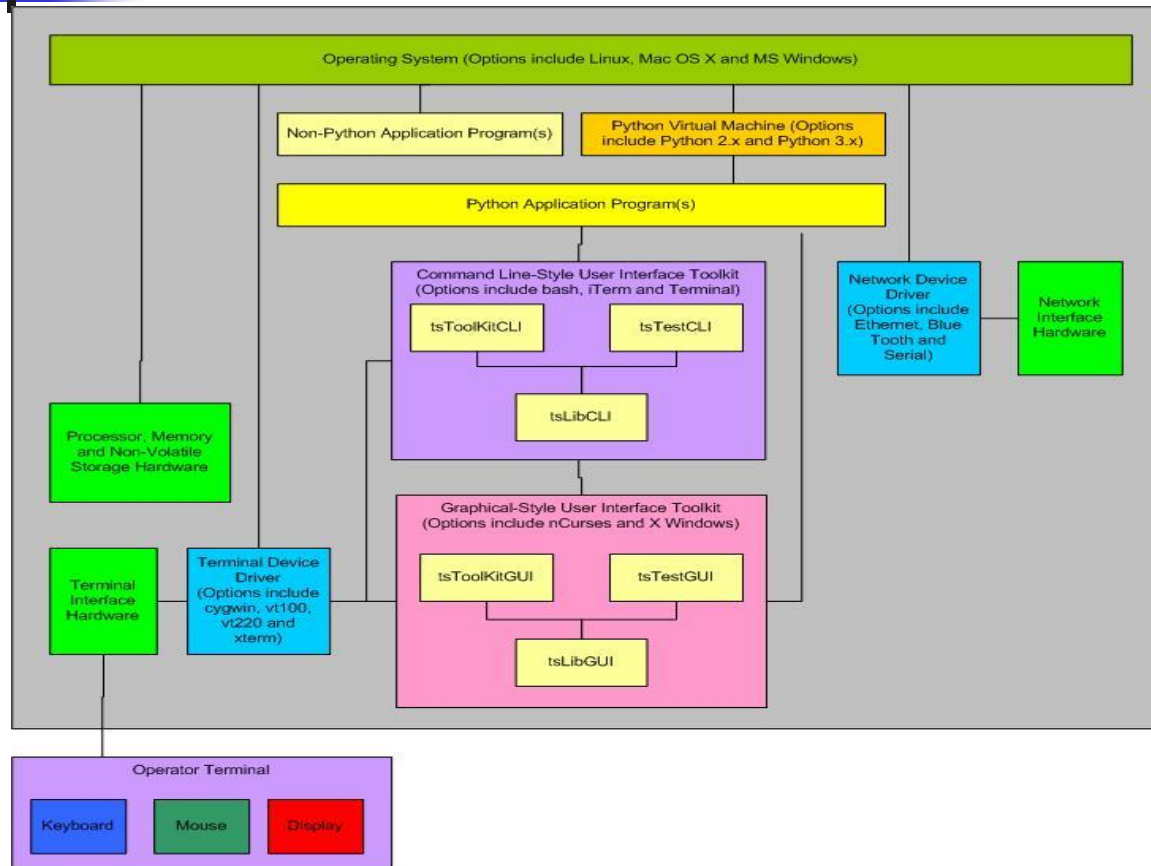 Operating System (Options include Linux, Mac OS X and MS Windows)
Non-Python Application Program(s)
Python Virtual Machine (Options
include Python 2.x and Python 3.x)
Python Application Program(s)
Command Line-Style User Interface Toolkit
(Options include bash, iTerm and Terminal)
tsToolKitCLI
tsTestCLI
tsLibCLI
Network Device
Driver
(Options include
Ethernet, Blue
Tooth and
Serial)
Network
Interface
Hardware
Processor, Memory
and Non-Volatile
Storage Hardware
Graphical-Style User Interface Toolkit
(Options include nCurses and X Windows)
tsToolKitGUI
tsTestGUI
tsLibGUI
Terminal
Interface
Hardware
Terminal Device
Driver
(Options include
cygwin, vt100,
vt220 and
xterm)
Operator Terminal
Keyboard
Mouse
Display